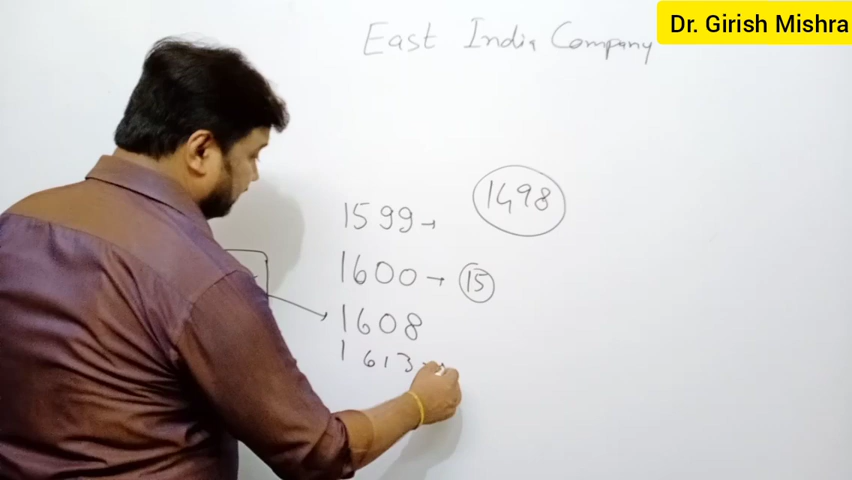 Dr. Girish Mishra
East India Company
1498
1599 →
1600 → 15
1608
1613